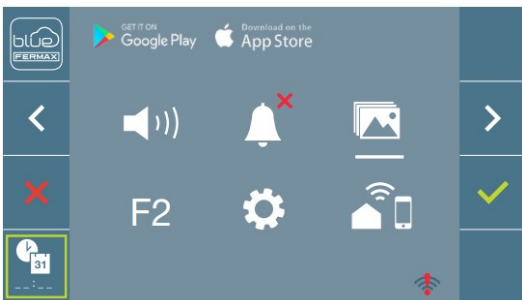 blue
FERMAX
GET IT ON
Google Play
Download on the
App Store
F2
31
--:--